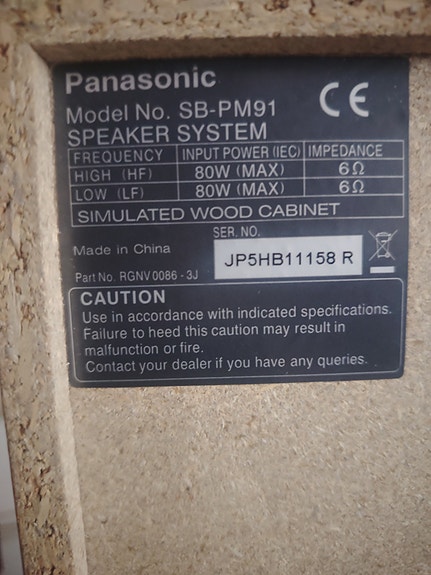 Panasonic
CE
Model No. SB-PM91
SPEAKER SYSTEM
FREQUENCY INPUT POWER (IEC) IMPEDANCE
HIGH (HF) 80W (MAX) 6Ω
LOW (LF) 80W (MAX) 6Ω
SIMULATED WOOD CABINET
SER. NO.
Made in China
JP5HB11158 R
Part No. RGNV0086 - 3J
CAUTION
Use in accordance with indicated specifications.
Failure to heed this caution may result in
malfunction or fire.
Contact your dealer if you have any queries.